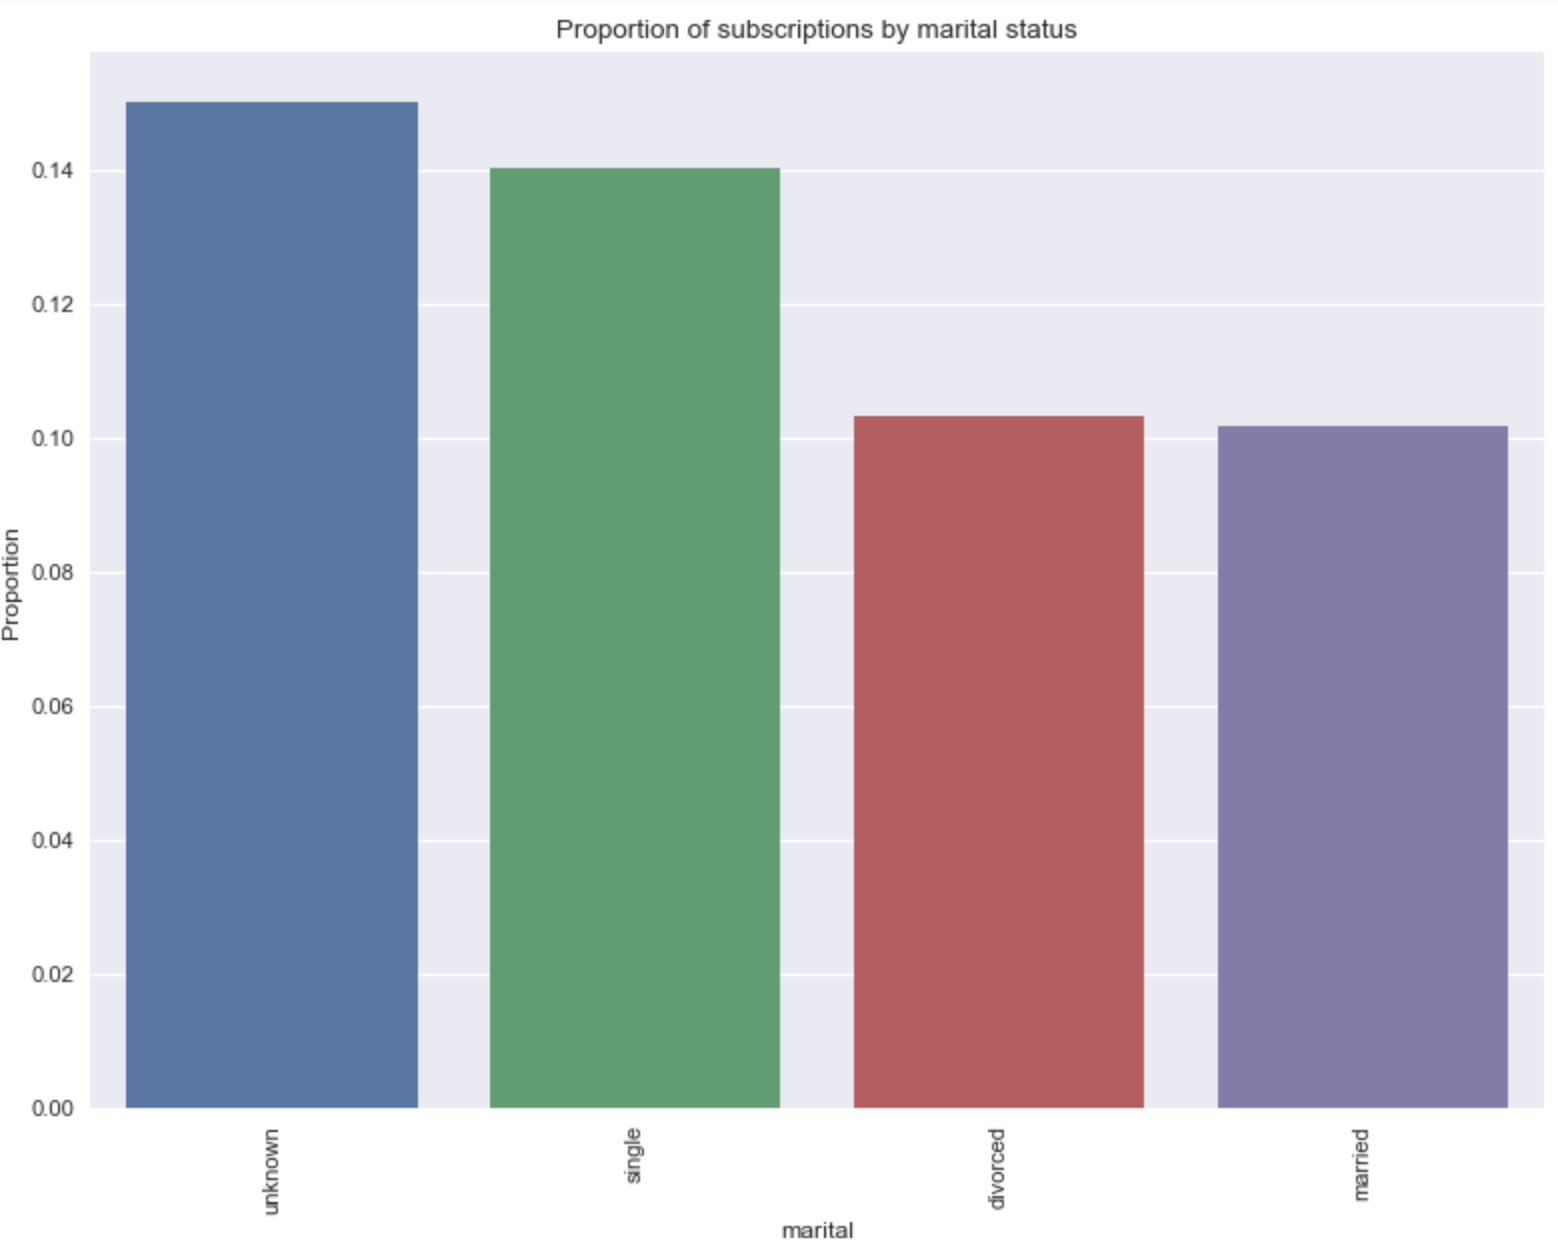 Proportion of subscriptions by marital status
0.14
0.12
0.10
0.08
0.06
0.04
0.02
0.00
Proportion
unknown
single
divorced
married
marital